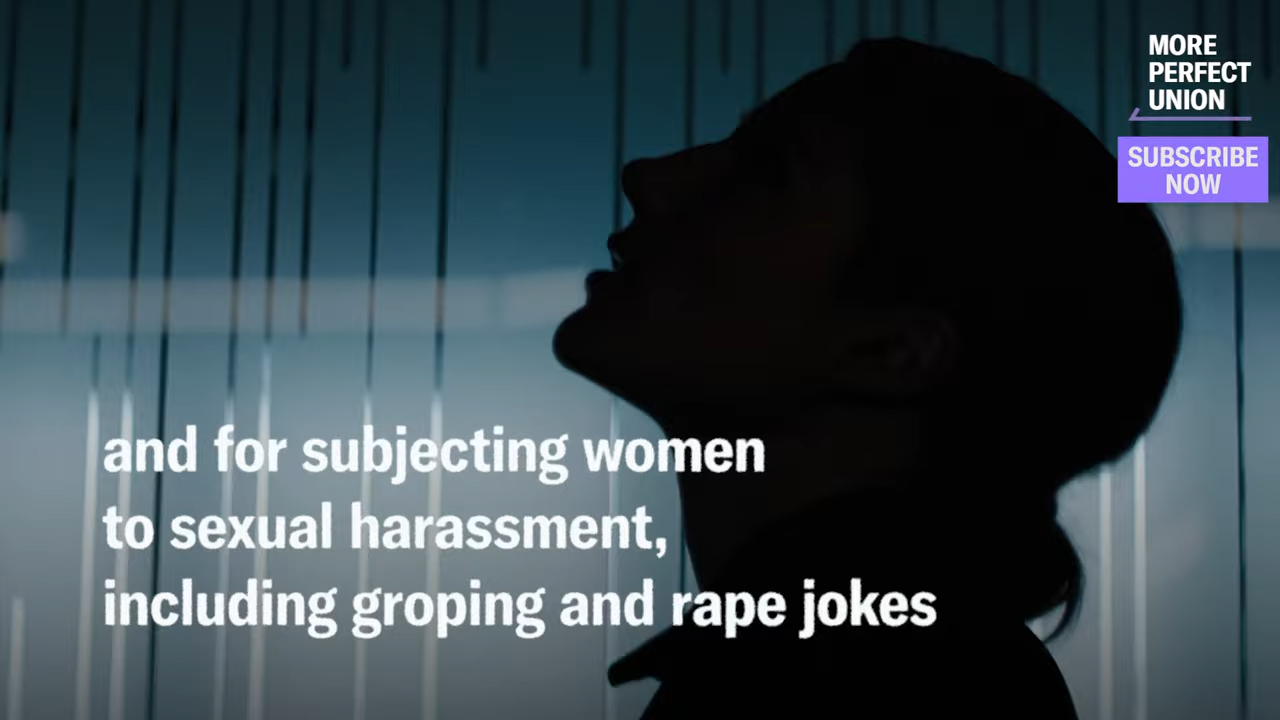 MORE
PERFECT
UNION
SUBSCRIBE
NOW
and for subjecting women
to sexual harassment,
including groping and rape jokes